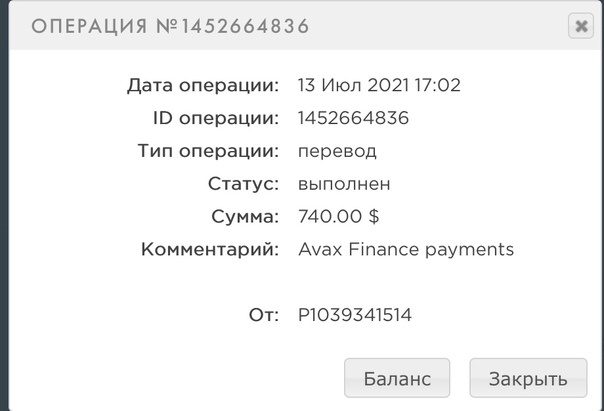 ОПЕРАЦИЯ №1452664836
Дата операции: 13 Июл 2021 17:02
ID операции: 1452664836
Тип операции: перевод
Статус: выполнен
Сумма: 740.00 $
Комментарий: Avax Finance payments
От: P1039341514
Баланс Закрыть